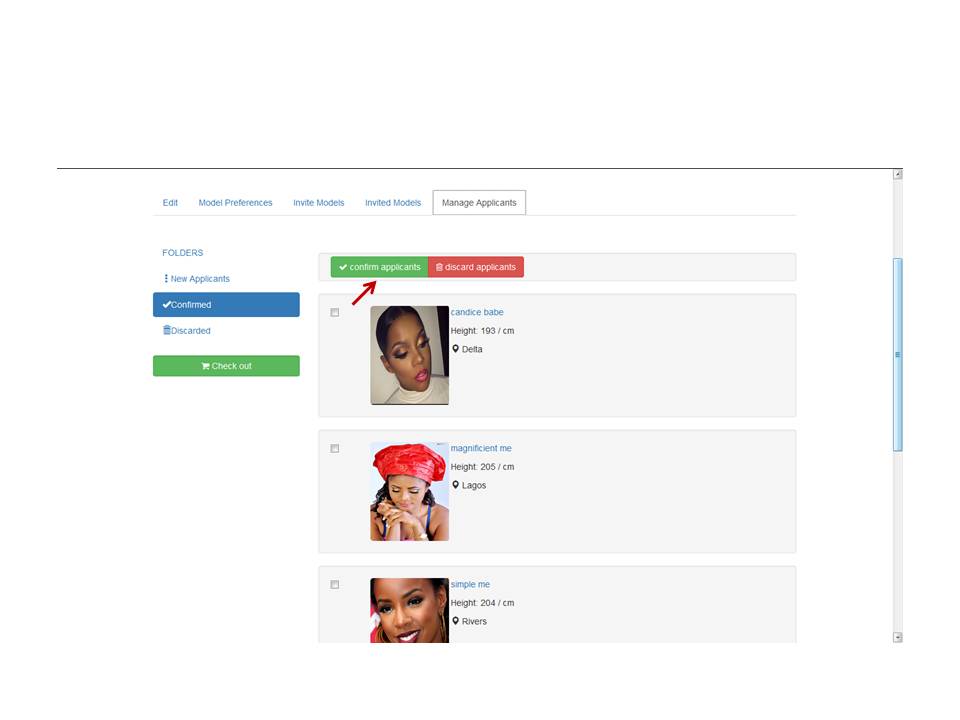 Edit Model Preferences Invite Models Invited Models Manage Applicants
FOLDERS
New Applicants
Confirmed
Discarded
Check out
confirm applicants discard applicants
candice babe
Height: 193 / cm
Delta
magnificient me
Height: 205 / cm
Lagos
simple me
Height: 204 / cm
Rivers